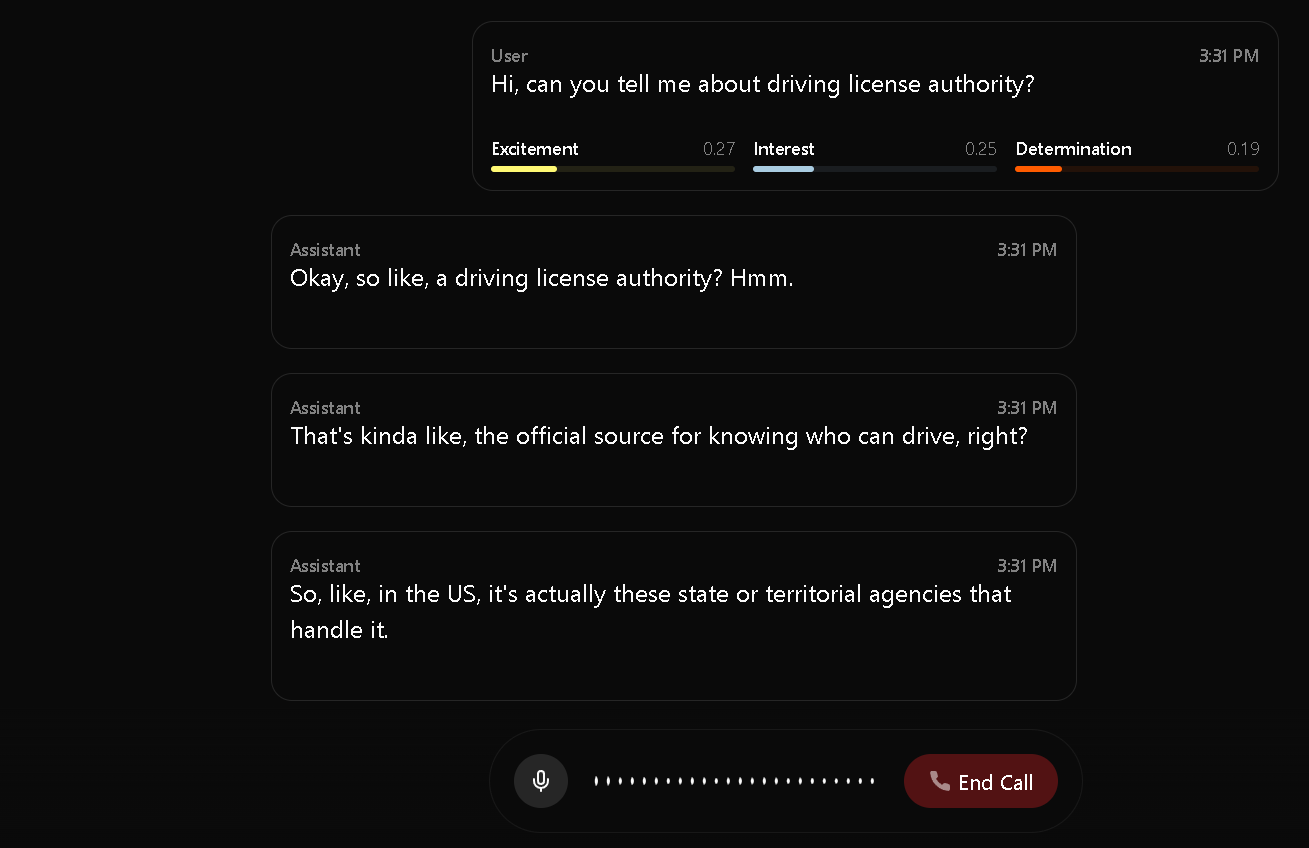 User 3:31 PM
Hi, can you tell me about driving license authority?
Excitement 0.27 Interest 0.25 Determination 0.19
Assistant 3:31 PM
Okay, so like, a driving license authority? Hmm.
Assistant 3:31 PM
That's kinda like, the official source for knowing who can drive, right?
Assistant 3:31 PM
So, like, in the US, it's actually these state or territorial agencies that
handle it.
End Call